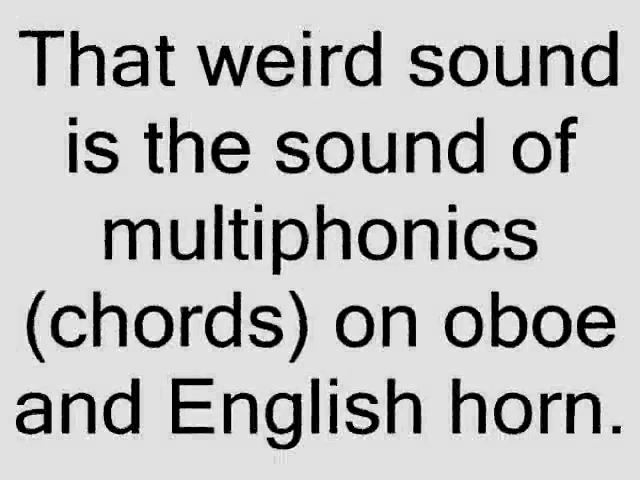 That weird sound
is the sound of
multiphonics
(chords) on oboe
and English horn.